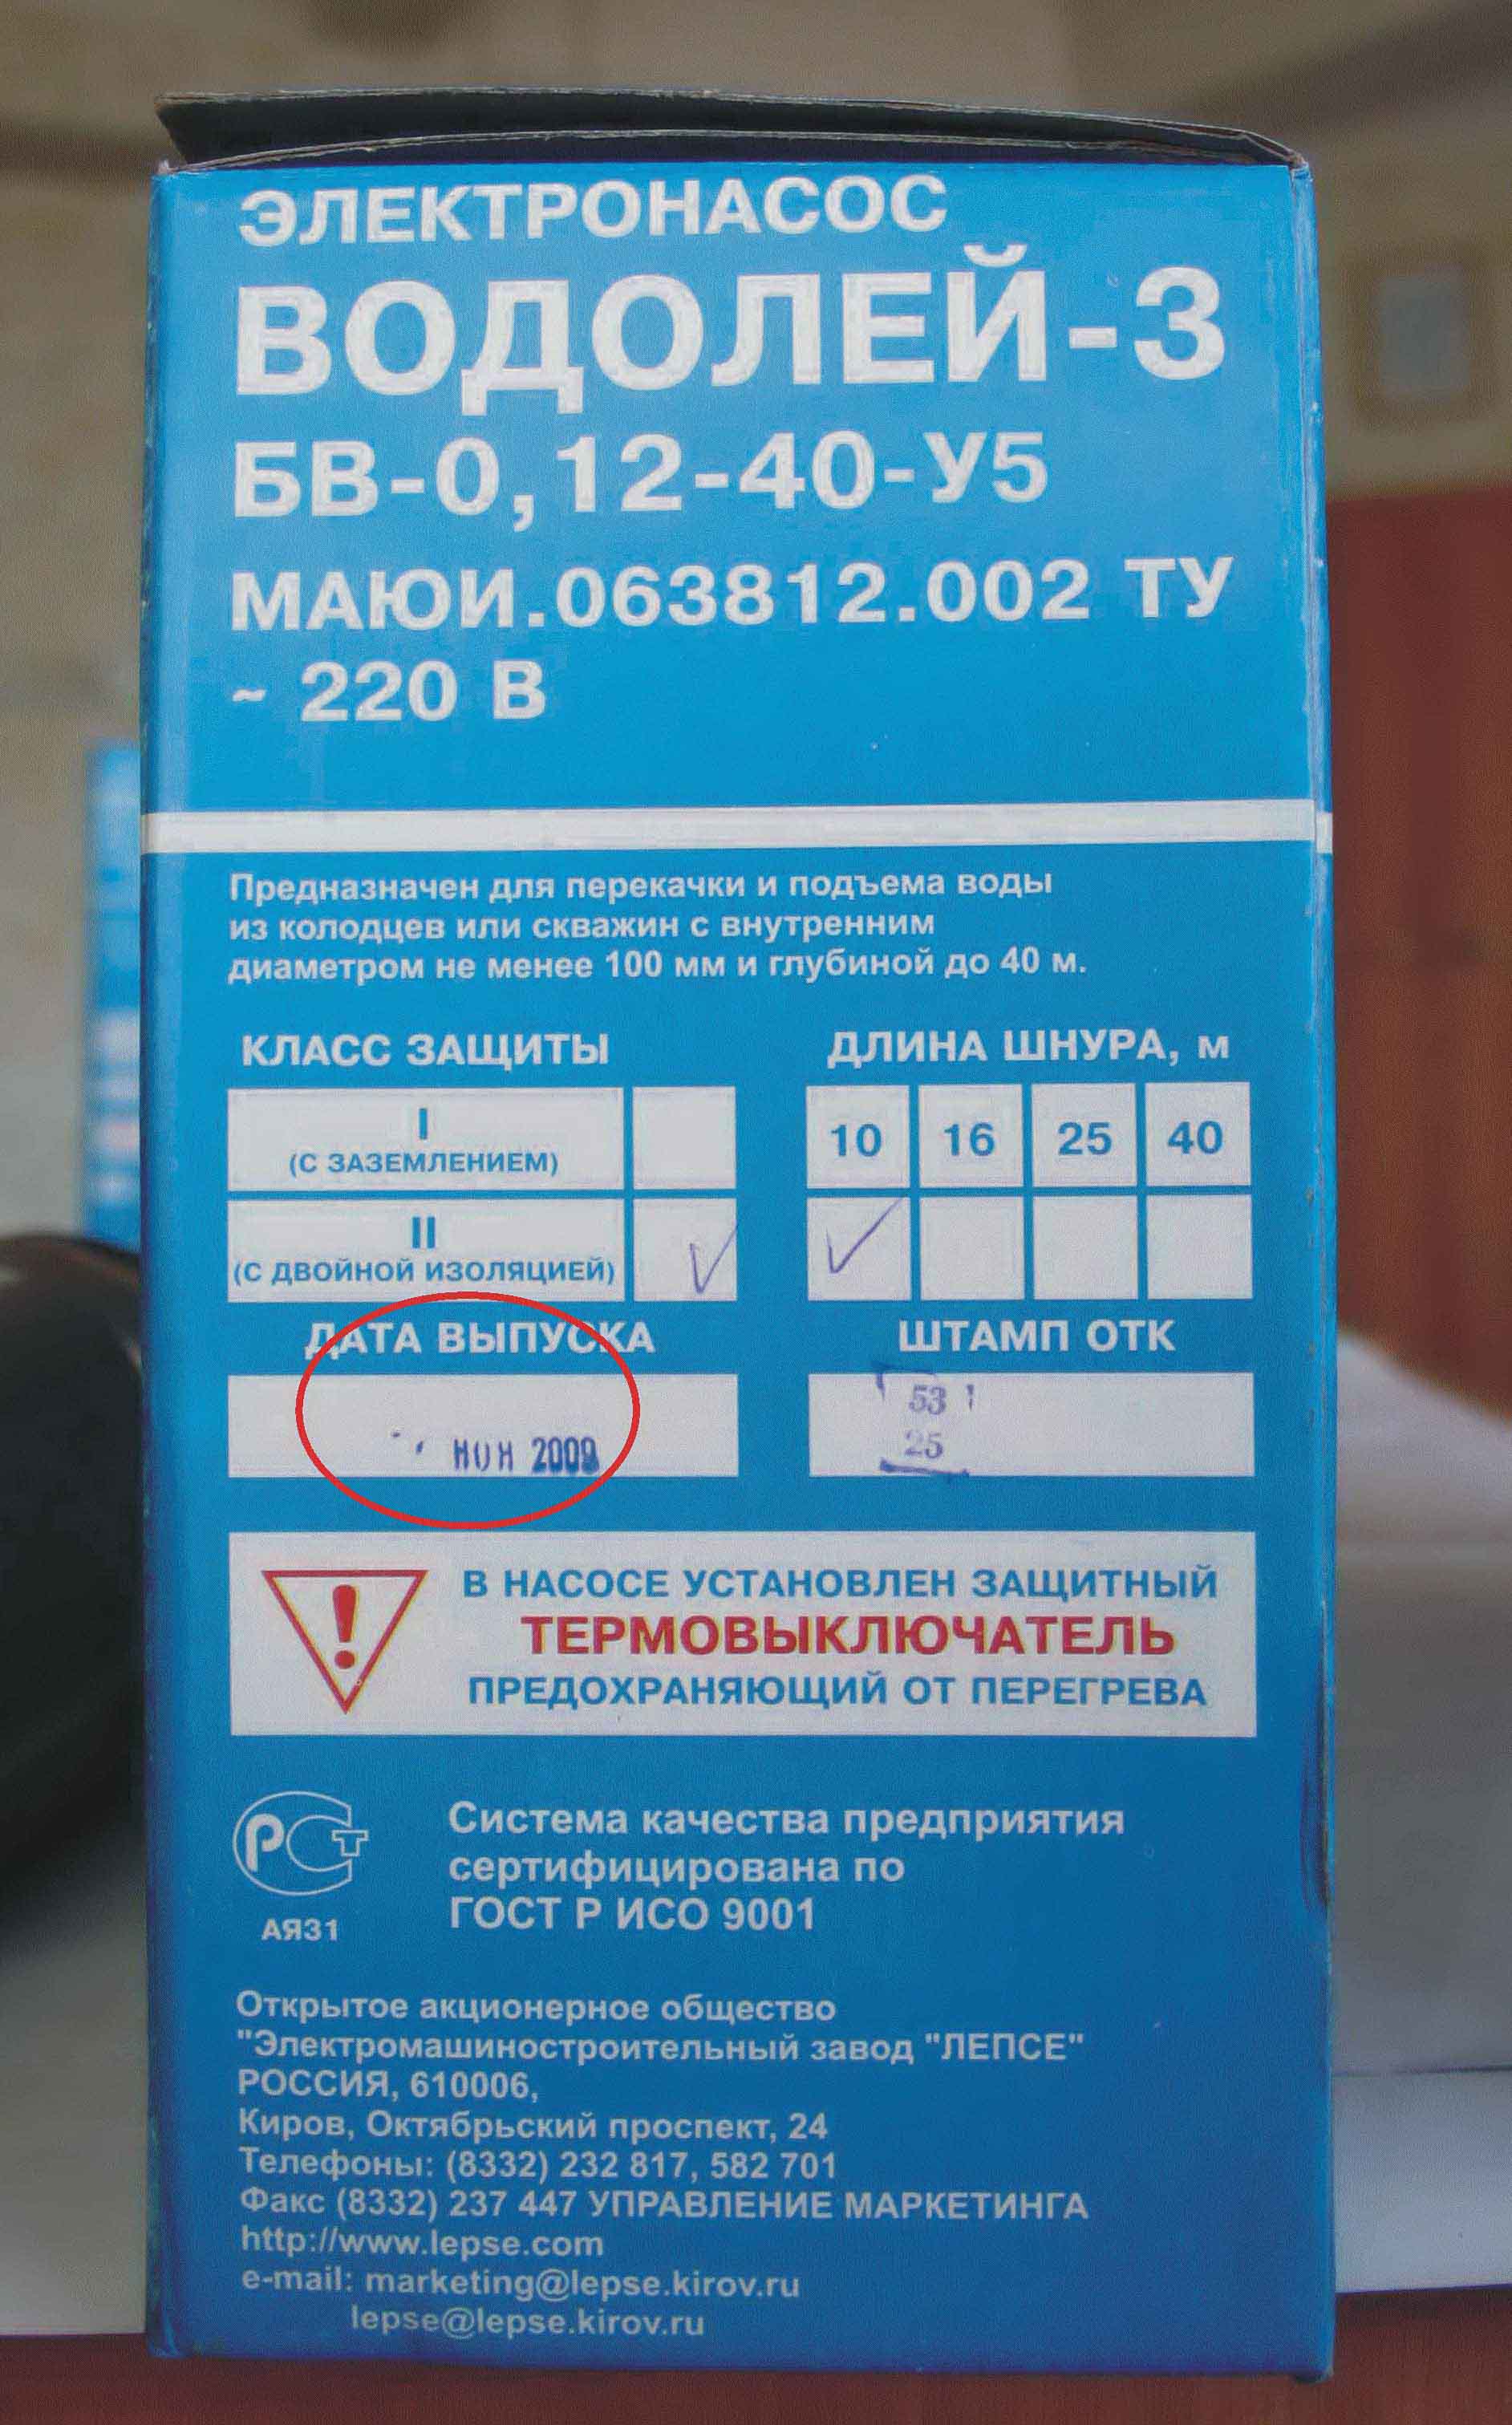 ЭЛЕКТРОНАСОС
ВОДОЛЕЙ-3
БВ-0,12-40-У5
МАЮИ.063812.002 ТУ
~ 220 В
Предназначен для перекачки и подъема воды
из колодцев или скважин с внутренним
диаметром не менее 100 мм и глубиной до 40 м.
КЛАСС ЗАЩИТЫ
I
(С ЗАЗЕМЛЕНИЕМ)
II
(С ДВОЙНОЙ ИЗОЛЯЦИЕЙ)
ДЛИНА ШНУРА, м
10 16 25 40
ДАТА ВЫПУСКА
2009
ШТАМП ОТК
53
25
В НАСОСЕ УСТАНОВЛЕН ЗАЩИТНЫЙ
ТЕРМОВЫКЛЮЧАТЕЛЬ
ПРЕДОХРАНЯЮЩИЙ ОТ ПЕРЕГРЕВА
РСТ
АЯ31
Система качества предприятия
сертифицирована по
ГОСТ Р ИСО 9001
Открытое акционерное общество
"Электромашиностроительный завод "ЛЕПСЕ"
РОССИЯ, 610006,
Киров, Октябрьский проспект, 24
Телефоны: (8332) 232 817, 582 701
Факс (8332) 237 447 УПРАВЛЕНИЕ МАРКЕТИНГА
http://www.lepse.com
e-mail: marketing@lepse.kirov.ru
lepse@lepse.kirov.ru